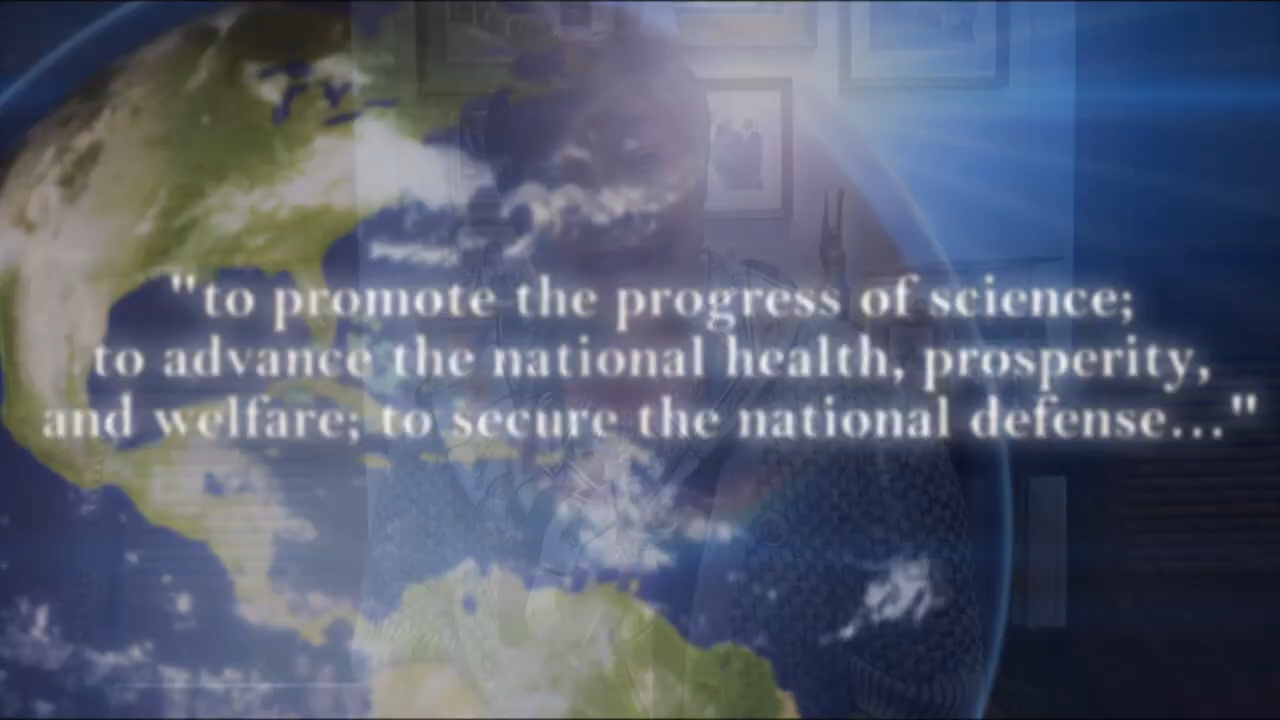 "to promote the progress of science;
to advance the national health, prosperity,
and welfare; to secure the national defense..."